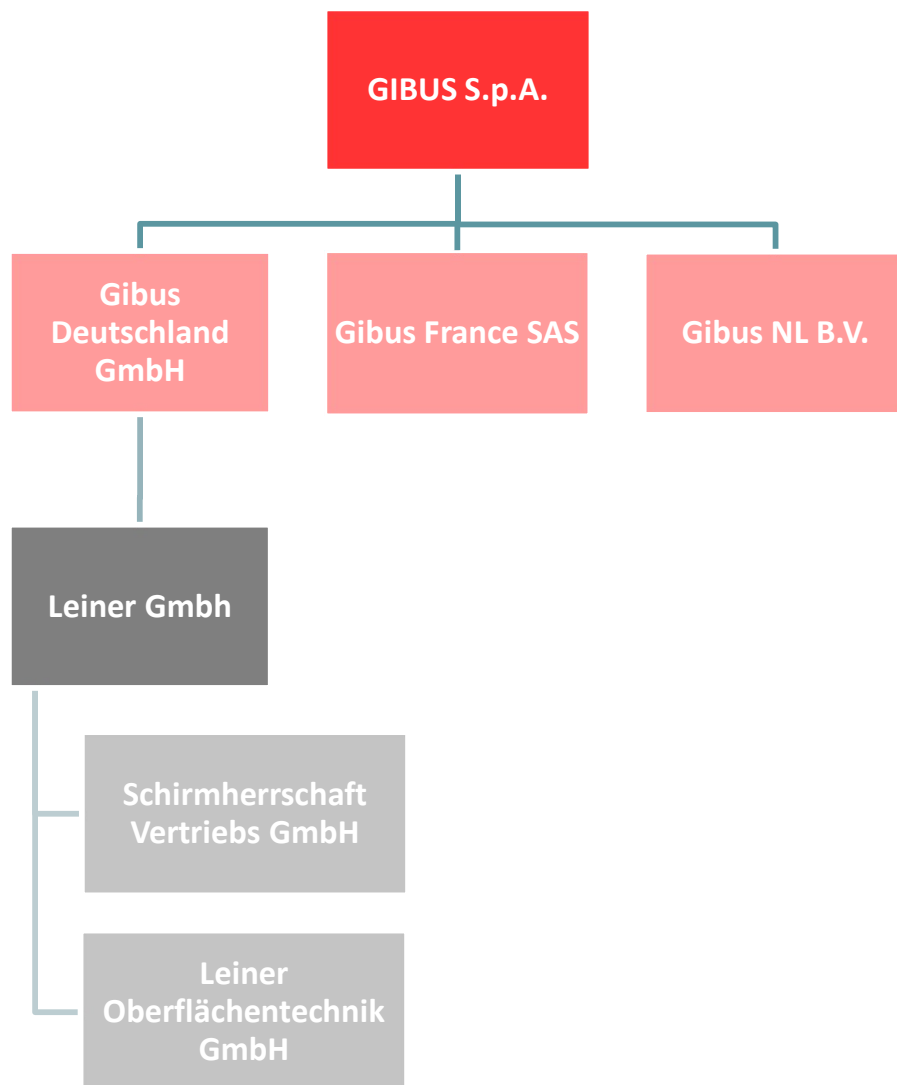 GIBUS S.p.A.
Gibus
Deutschland
GmbH
Gibus France SAS
Gibus NL B.V.
Leiner Gmbh
Schirmherrschaft
Vertriebs GmbH
Leiner
Oberflächentechnik
GmbH